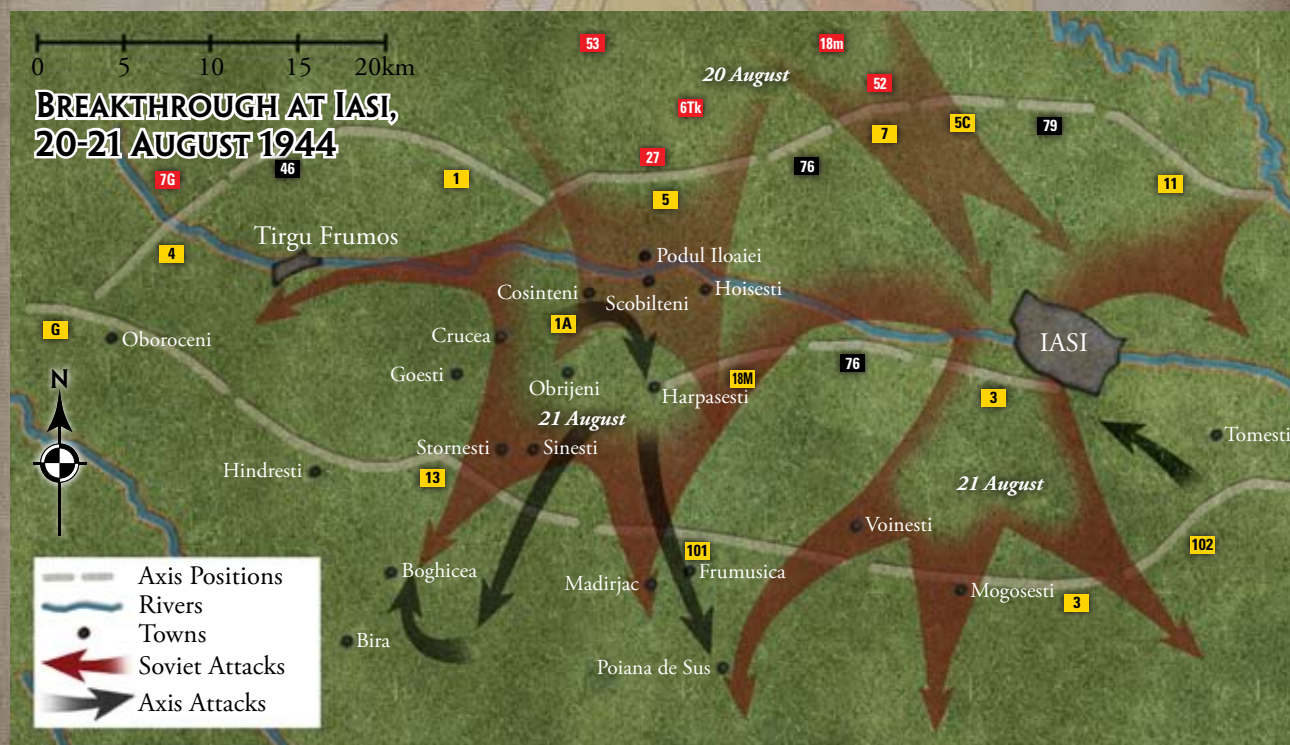 0 5 10 15 20km
BREAKTHROUGH AT IASI,
20-21 AUGUST 1944
53
18m
20 August
52
6Tk
5C
79
7
27
76
46
7G
1
5
11
4
Tirgu Frumos
Podul Iloaiei
Cosinteni
Scobilteni
Hoisesti
G
Oboroceni
1A
Crucea
IASI
Goesti
Obrijeni
Harpasesti
18M
76
3
N
21 August
Stornesti
Sinesti
Tomesti
Hindresti
13
21 August
Voinesti
101
102
Boghicea
Madirjac
Frumusica
Mogosesti
3
Bira
Poiana de Sus
Axis Positions
Rivers
Towns
Soviet Attacks
Axis Attacks